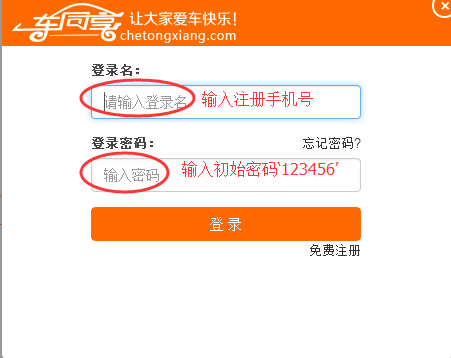 车同享 让大家爱车快乐!
chetongxiang.com
登录名：
请输入登录名 输入注册手机号
登录密码： 忘记密码?
输入密码 输入初始密码‘123456’
登 录
免费注册